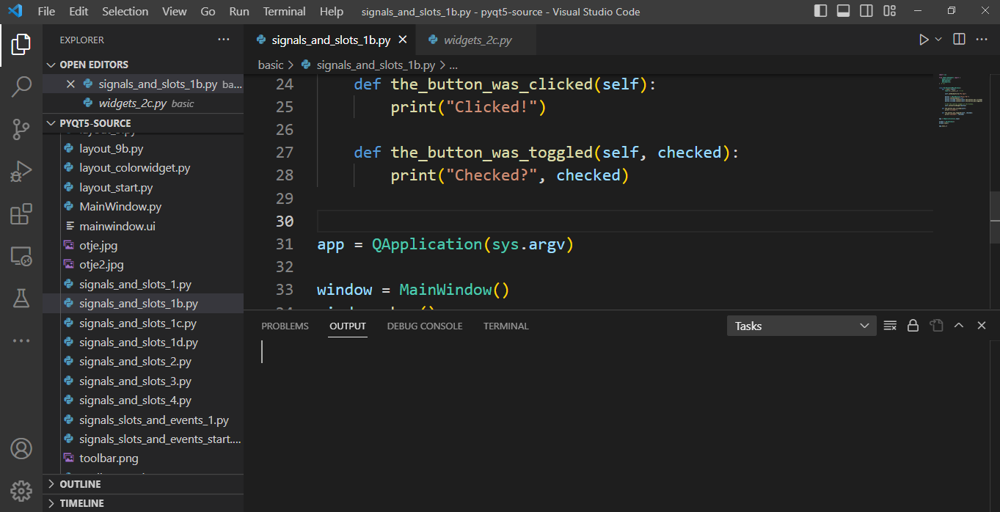 File Edit Selection View Go Run Terminal Help signals_and_slots_1b.py - pyqt5-source - Visual Studio Code
EXPLORER
OPEN EDITORS
signals_and_slots_1b.py ba...
widgets_2c.py basic
PYQT5-SOURCE
layout_9b.py
layout_colorwidget.py
layout_start.py
MainWindow.py
mainwindow.ui
otje.jpg
otje2.jpg
signals_and_slots_1.py
signals_and_slots_1b.py
signals_and_slots_1c.py
signals_and_slots_1d.py
signals_and_slots_2.py
signals_and_slots_3.py
signals_and_slots_4.py
signals_slots_and_events_1.py
signals_slots_and_events_start....
toolbar.png
OUTLINE
TIMELINE
signals_and_slots_1b.py widgets_2c.py
basic > signals_and_slots_1b.py > ...
24 def the_button_was_clicked(self):
25 print("Clicked!")
26
27 def the_button_was_toggled(self, checked):
28 print("Checked?", checked)
29
30
31 app = QApplication(sys.argv)
32
33 window = MainWindow()
PROBLEMS OUTPUT DEBUG CONSOLE TERMINAL Tasks